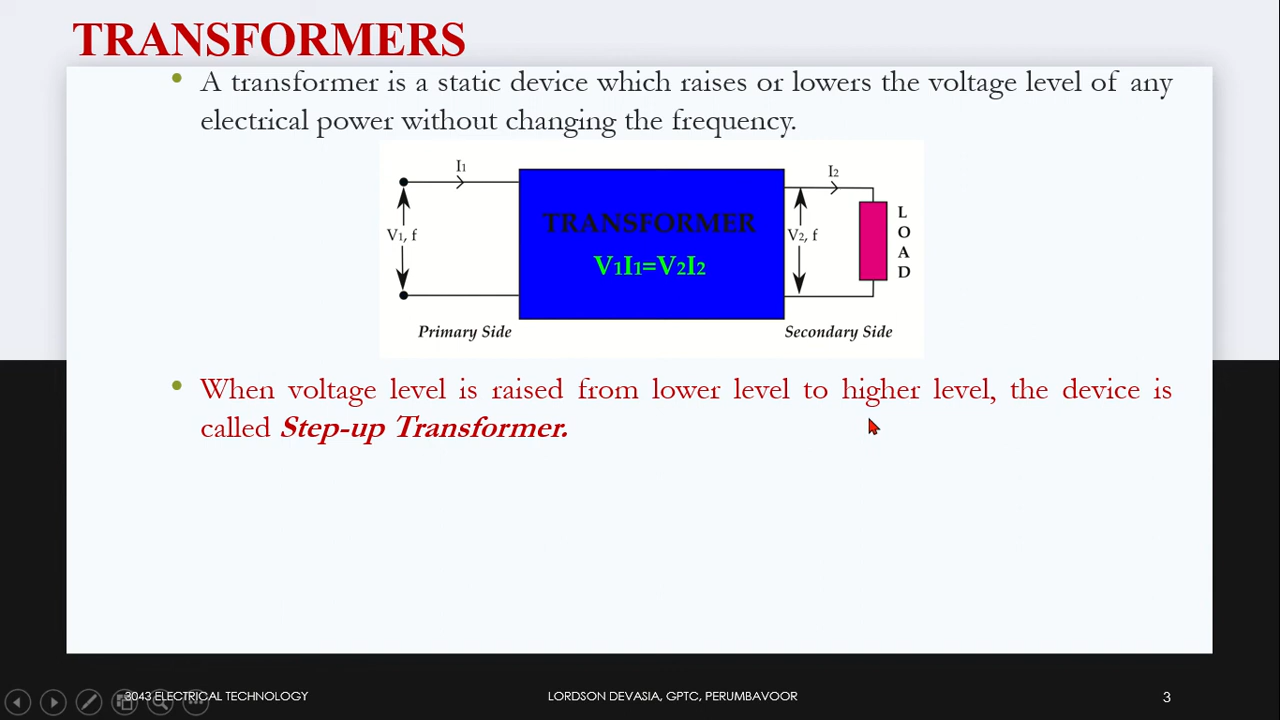 TRANSFORMERS
• A transformer is a static device which raises or lowers the voltage level of any
electrical power without changing the frequency.
I1
I2
TRANSFORMER
V1, f
V2, f
V1I1=V2I2
L
O
A
D
Primary Side
Secondary Side
• When voltage level is raised from lower level to higher level, the device is
called Step-up Transformer.
3043 ELECTRICAL TECHNOLOGY
LORDSON DEVASIA, GPTC, PERUMBAVOOR
3